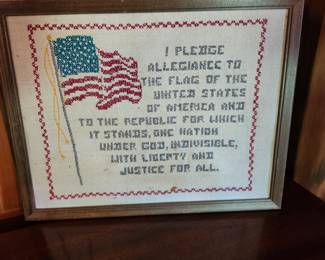 I PLEDGE
ALLEGIANCE TO
THE FLAG OF THE
UNITED STATES
OF AMERICA AND
TO THE REPUBLIC FOR WHICH
IT STANDS, ONE NATION
UNDER GOD, INDIVISIBLE,
WITH LIBERTY AND
JUSTICE FOR ALL.